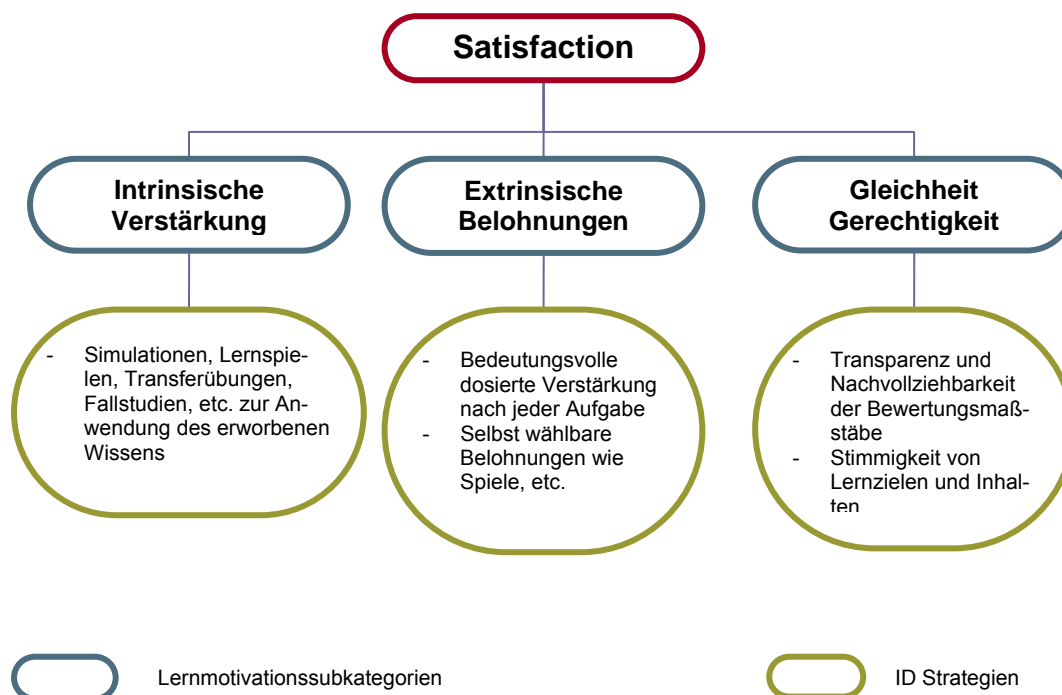 Satisfaction
Intrinsische
Verstärkung
Extrinsische
Belohnungen
Gleichheit
Gerechtigkeit
- Simulationen, Lernspie-
len, Transferübungen,
Fallstudien, etc. zur An-
wendung des erworbenen
Wissens
- Bedeutungsvolle
dosierte Verstärkung
nach jeder Aufgabe
- Selbst wählbare
Belohnungen wie
Spiele, etc.
- Transparenz und
Nachvollziehbarkeit
der Bewertungsmaß-
stäbe
- Stimmigkeit von
Lernzielen und Inhal-
ten
Lernmotivationssubkategorien
ID Strategien